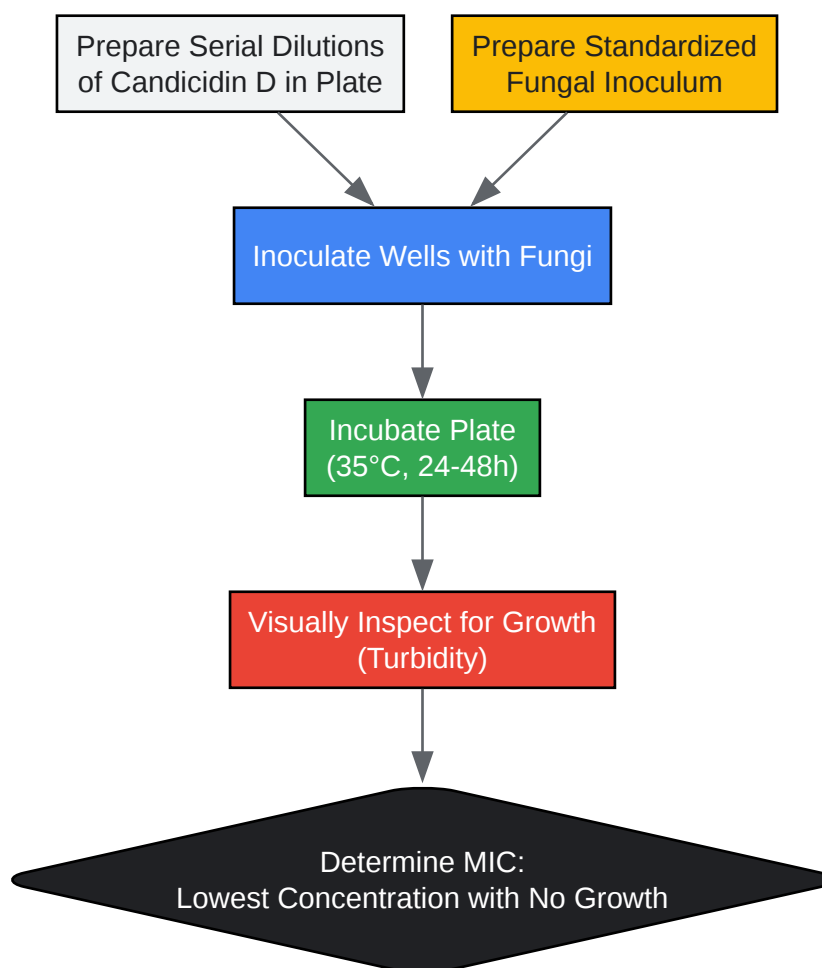 Prepare Serial Dilutions
of Candicidin D in Plate
Prepare Standardized
Fungal Inoculum
Inoculate Wells with Fungi
Incubate Plate
(35°C, 24-48h)
Visually Inspect for Growth
(Turbidity)
Determine MIC:
Lowest Concentration with No Growth